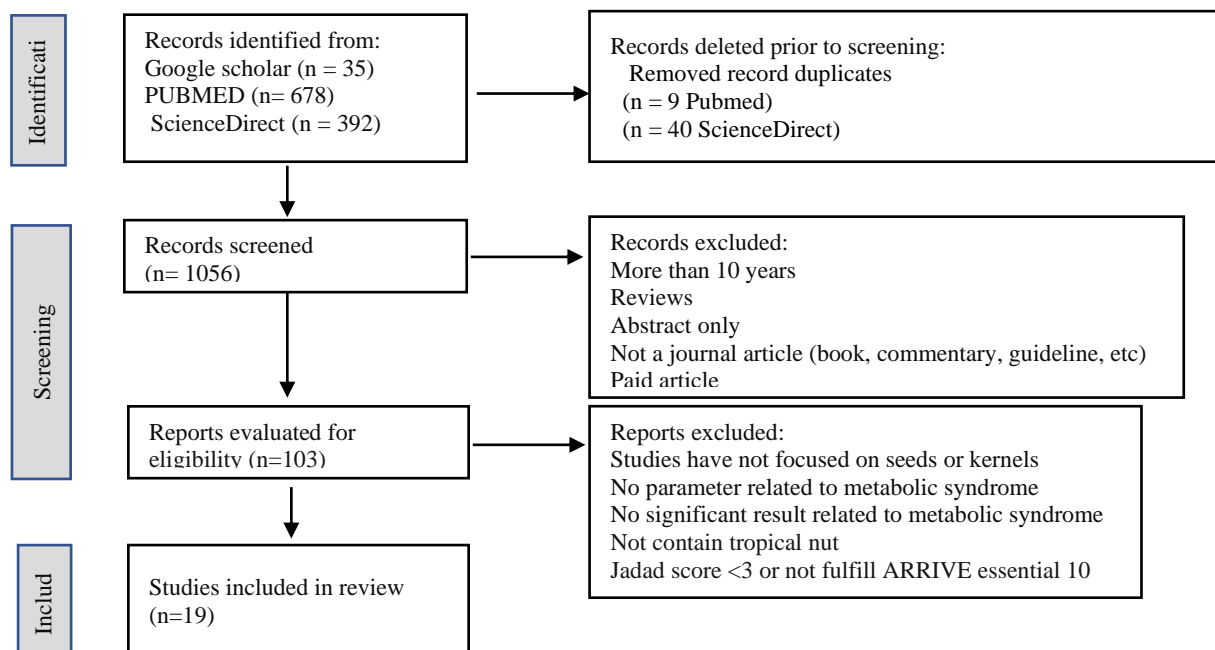 Identificati
Records identified from:
Google scholar (n = 35)
PUBMED (n= 678)
ScienceDirect (n = 392)
Records deleted prior to screening:
Removed record duplicates
(n = 9 Pubmed)
(n = 40 ScienceDirect)
Screening
Records screened
(n= 1056)
Records excluded:
More than 10 years
Reviews
Abstract only
Not a journal article (book, commentary, guideline, etc)
Paid article
Reports evaluated for
eligibility (n=103)
Reports excluded:
Studies have not focused on seeds or kernels
No parameter related to metabolic syndrome
No significant result related to metabolic syndrome
Not contain tropical nut
Jadad score <3 or not fulfill ARRIVE essential 10
Includ
Studies included in review
(n=19)